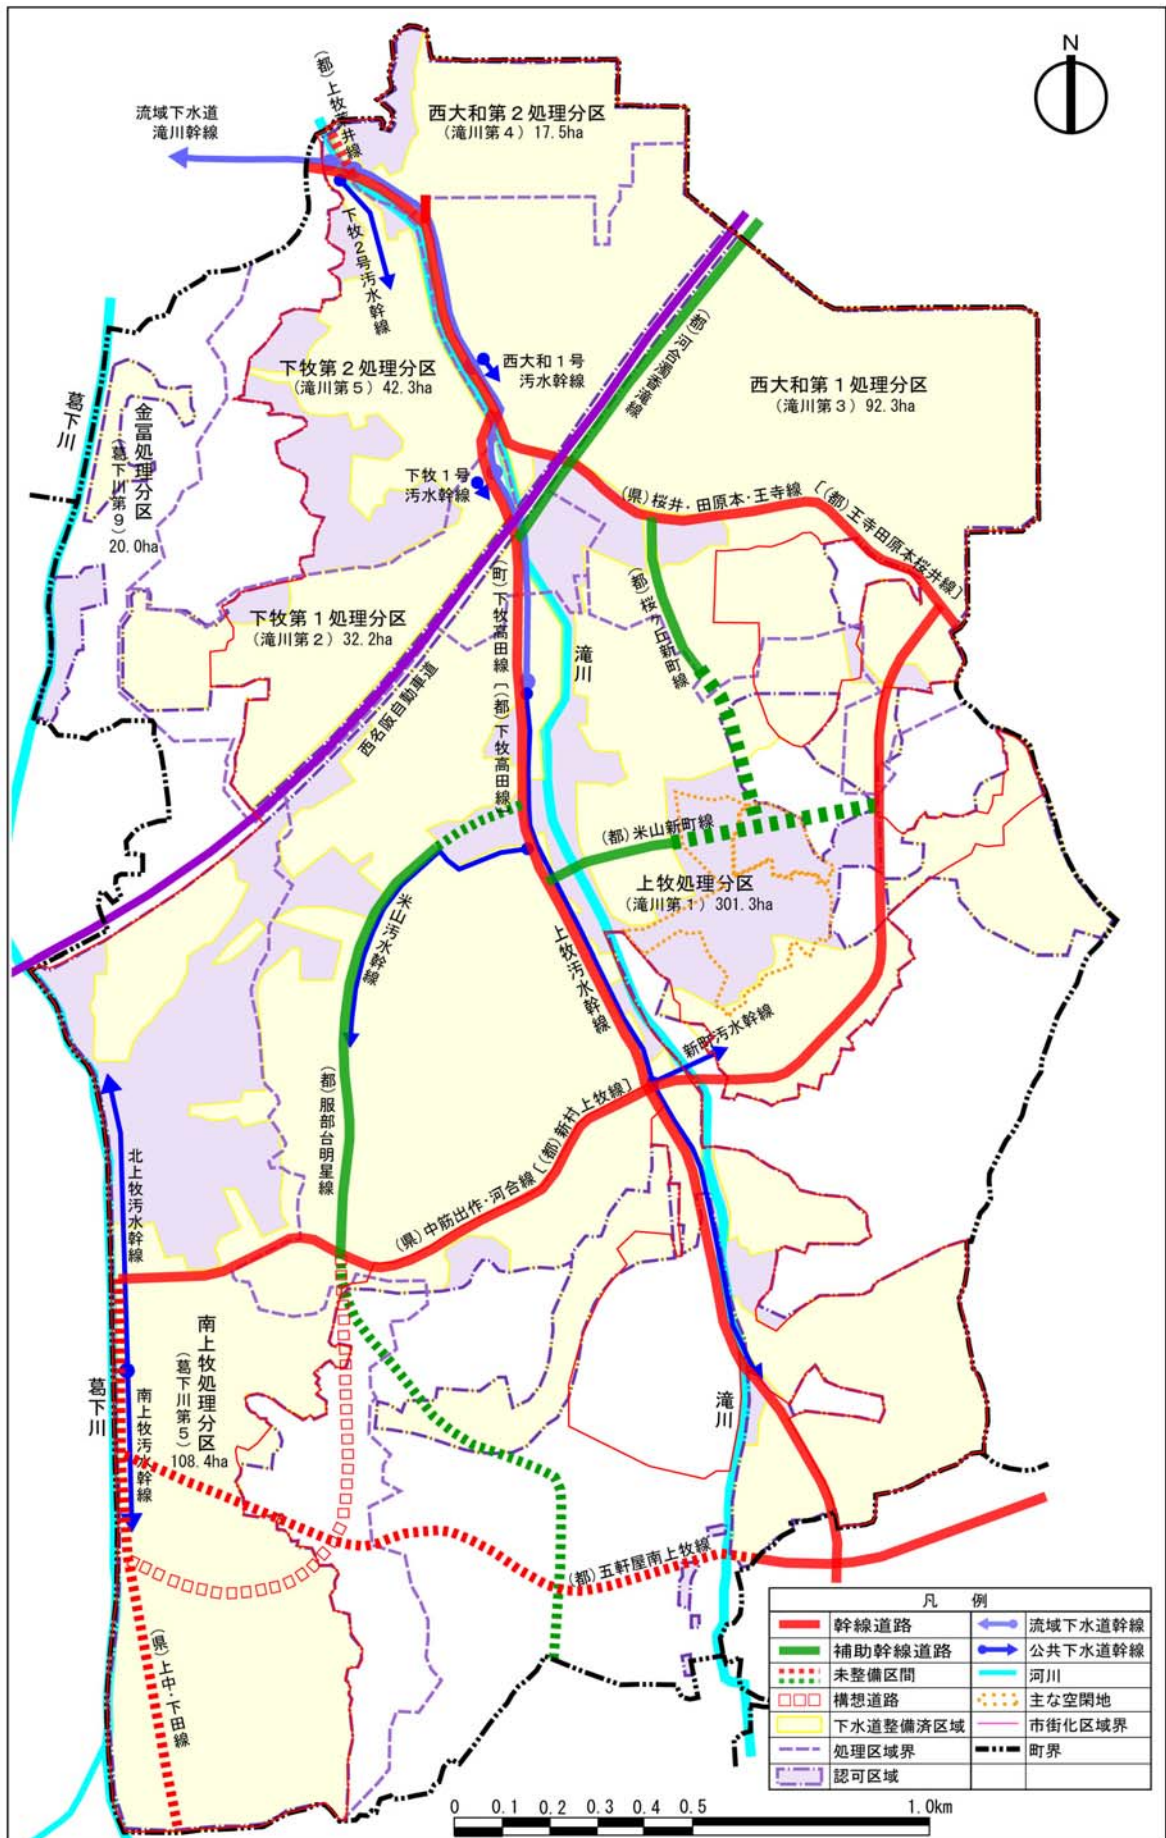 N
(都)上牧荒井線
流域下水道
滝川幹線
西大和第2処理分区
(滝川第4) 17.5ha
下牧2号汚水幹線
(都)河合濁香滝線
西大和1号
汚水幹線
下牧第2処理分区
(滝川第5) 42.3ha
西大和第1処理分区
(滝川第3) 92.3ha
葛下川
金冨処理分区
(葛下川第9)
20.0ha
下牧1号
汚水幹線
(県)桜井・田原本・王寺線 [(都)王寺田原本桜井線]
(都)桜ヶ丘新町線
下牧第1処理分区
(滝川第2) 32.2ha
(町)下牧高田線 [(都)下牧高田線]
滝川
西名阪自動車道
(都)米山新町線
上牧処理分区
(滝川第1) 301.3ha
米山汚水幹線
上牧汚水幹線
新町汚水幹線
(都)服部台明星線
(県)中筋出作・河合線 [(都)新村上牧線]
北上牧汚水幹線
南上牧処理分区
(葛下川第5)
108.4ha
葛下川
南上牧汚水幹線
滝川
(都)五軒屋南上牧線
(県)上中・下田線
凡 例
幹線道路
流域下水道幹線
補助幹線道路
公共下水道幹線
未整備区間
河川
構想道路
主な空閑地
下水道整備済区域
市街化区域界
処理区域界
町界
認可区域
0 0.1 0.2 0.3 0.4 0.5 1.0km